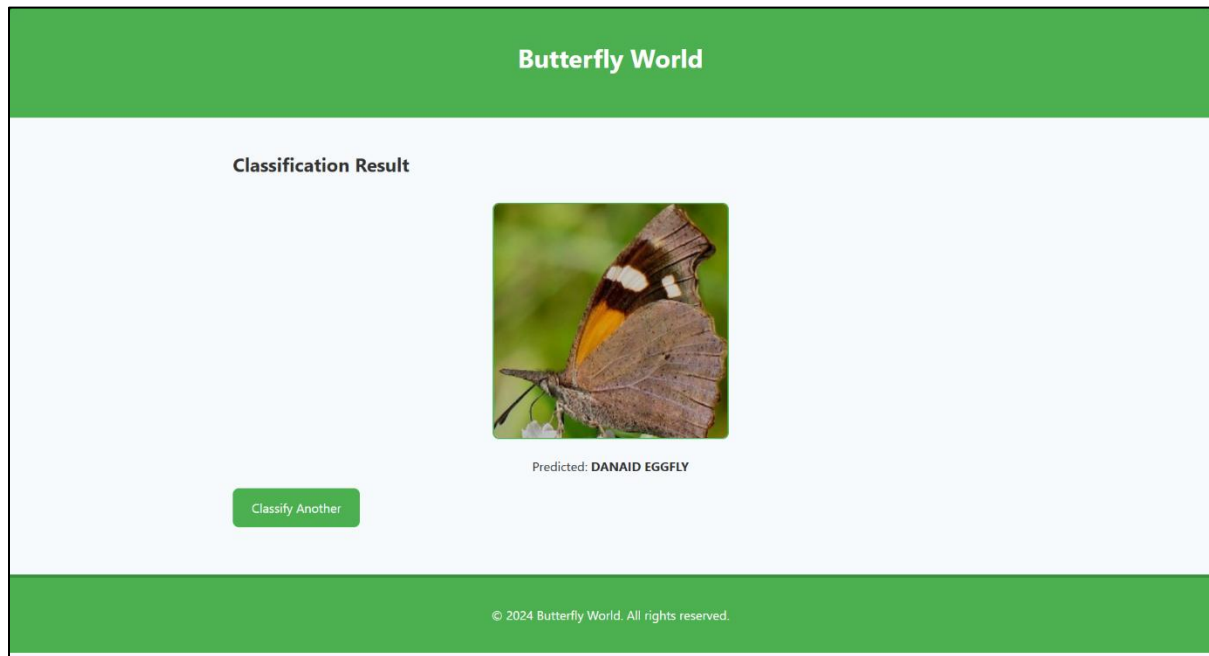 Butterfly World
Classification Result
Predicted: DANAID EGGFLY
Classify Another
© 2024 Butterfly World. All rights reserved.